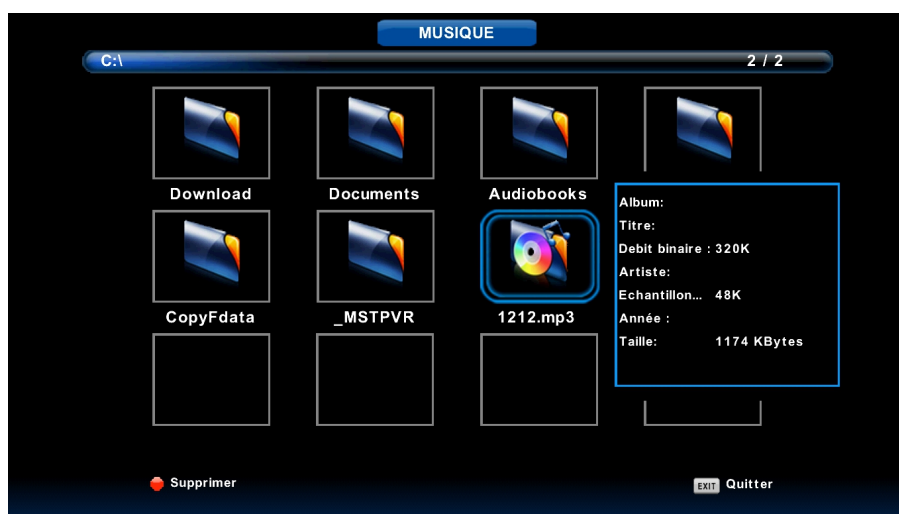 MUSIQUE
C:\
2 / 2
Download
Documents
Audiobooks
CopyFdata
_MSTPVR
1212.mp3
Album:
Titre:
Debit binaire : 320K
Artiste:
Echantillon... 48K
Année :
Taille: 1174 KBytes
Supprimer
EXIT Quitter